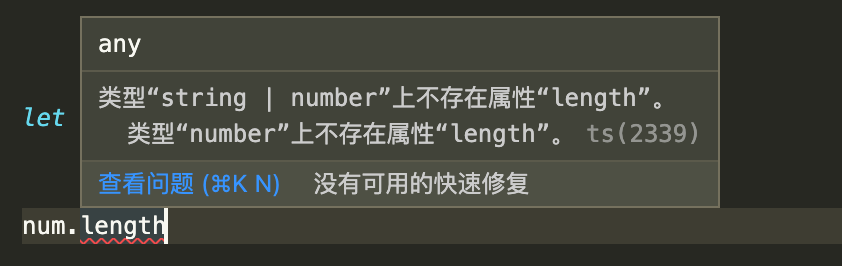 any
类型“string | number”上不存在属性“length”。
类型“number”上不存在属性“length”。 ts(2339)
let
查看问题 (⌘K N) 没有可用的快速修复
num.length